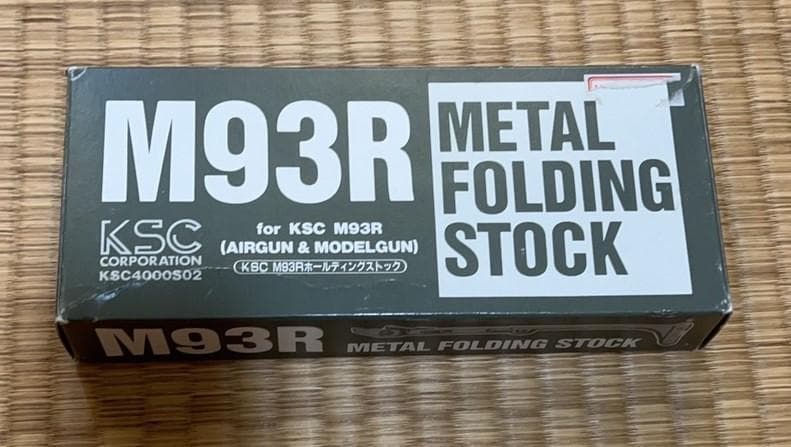 M93R
METAL
FOLDING
STOCK
KSC
CORPORATION
KSC4000S02
for KSC M93R
(AIRGUN & MODELGUN)
KSC M93Rホールディングストック
M93R METAL FOLDING STOCK